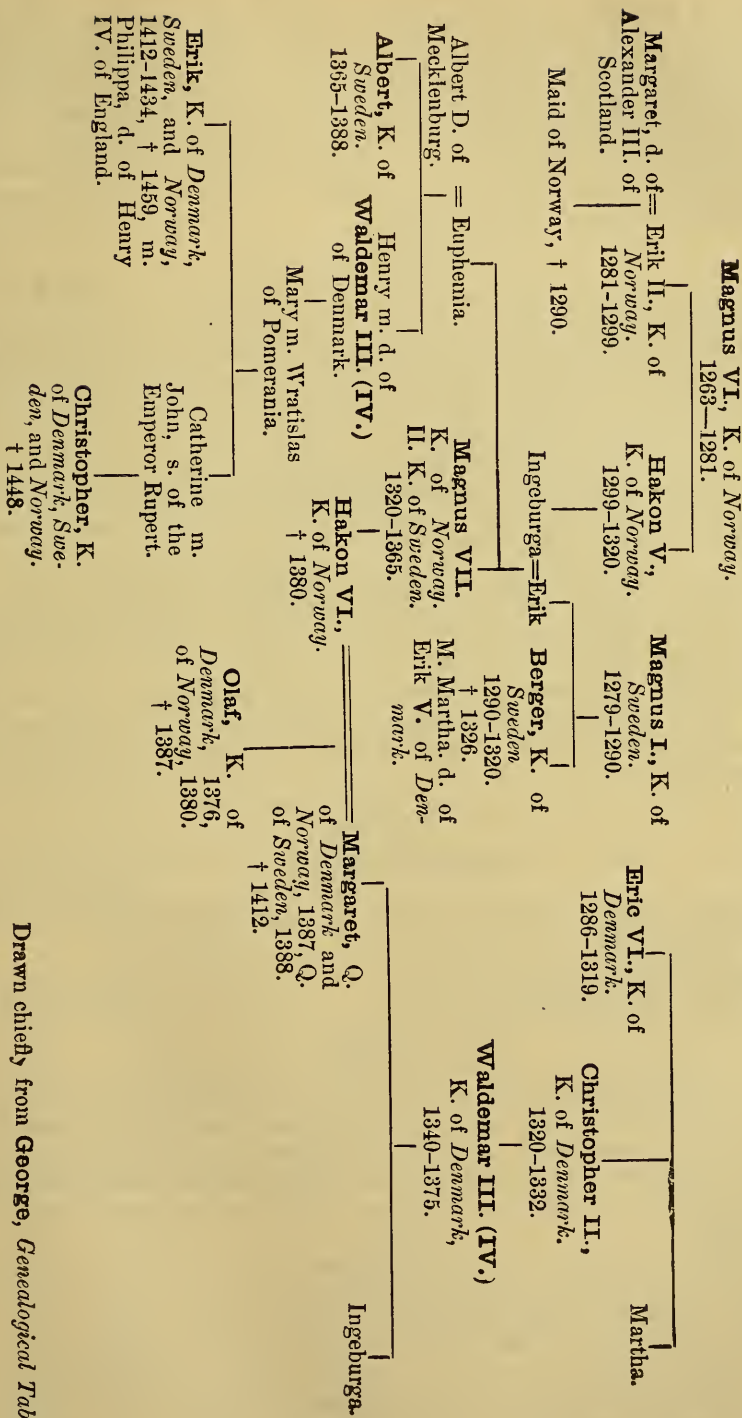 Magnus VI., K. of Norway.
1263—1281.
Margaret, d. of = Erik II., K. of
Alexander III. of Norway.
Scotland. 1281-1299.
Maid of Norway, † 1290.
Hakon V.,
K. of Norway.
1299-1320.
Magnus I., K. of
Sweden.
1279-1290.
Eric VI., K. of
Denmark.
1286-1319.
Christopher II.,
K. of Denmark.
1320-1332.
Martha.
Ingeburga=Erik
Berger, K. of
Sweden
1290-1320.
† 1326.
M. Martha. d. of
Erik V. of Den-
mark.
Waldemar III. (IV.)
K. of Denmark,
1340-1375.
Albert D. of = Euphemia.
Mecklenburg.
Magnus VII.
K. of Norway.
II. K. of Sweden.
1320-1365.
Albert, K. of
Sweden.
1365-1388.
Henry m. d. of
Waldemar III. (IV.)
of Denmark.
Hakon VI.,
K. of Norway.
† 1380.
Margaret, Q.
of Denmark and
Norway, 1387, Q.
of Sweden, 1388.
† 1412.
Ingeburga.
Mary m. Wratislas
of Pomerania.
Olaf, K. of
Denmark, 1376,
of Norway, 1380.
† 1387.
Erik, K. of Denmark,
Sweden, and Norway,
1412-1434, † 1459, m.
Philippa, d. of Henry
IV. of England.
Catherine m.
John, s. of the
Emperor Rupert.
Christopher, K.
of Denmark, Swe-
den, and Norway.
† 1448.
Drawn chiefly from George, Genealogical Tab